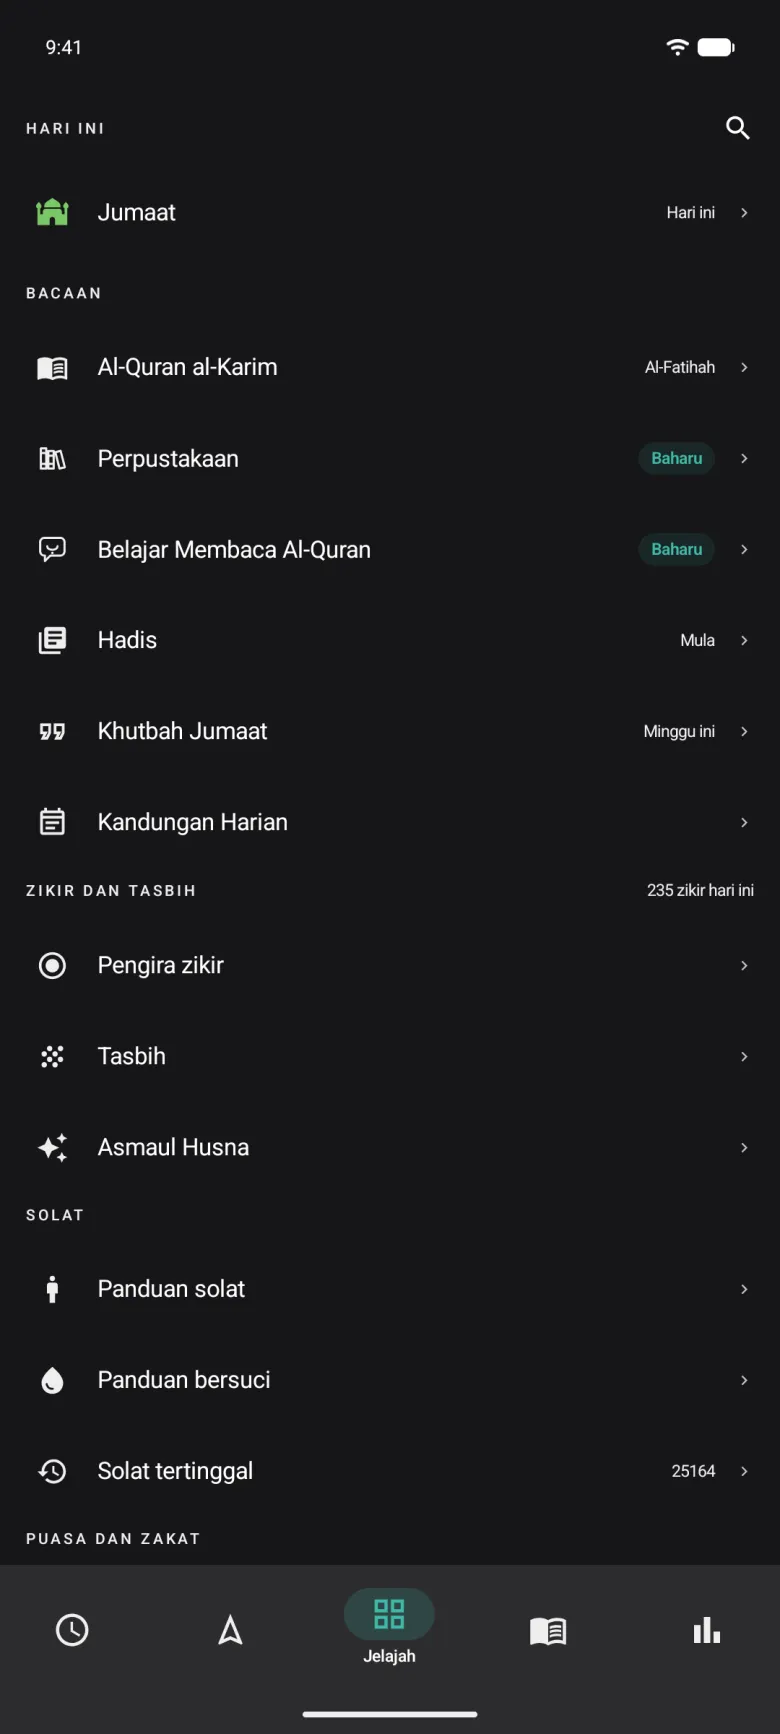 9:41
HARI INI
Jumaat Hari ini
BACAAN
Al-Quran al-Karim Al-Fatihah
Perpustakaan Baharu
Belajar Membaca Al-Quran Baharu
Hadis Mula
Khutbah Jumaat Minggu ini
Kandungan Harian
ZIKIR DAN TASBIH 235 zikir hari ini
Pengira zikir
Tasbih
Asmaul Husna
SOLAT
Panduan solat
Panduan bersuci
Solat tertinggal 25164
PUASA DAN ZAKAT
Jelajah